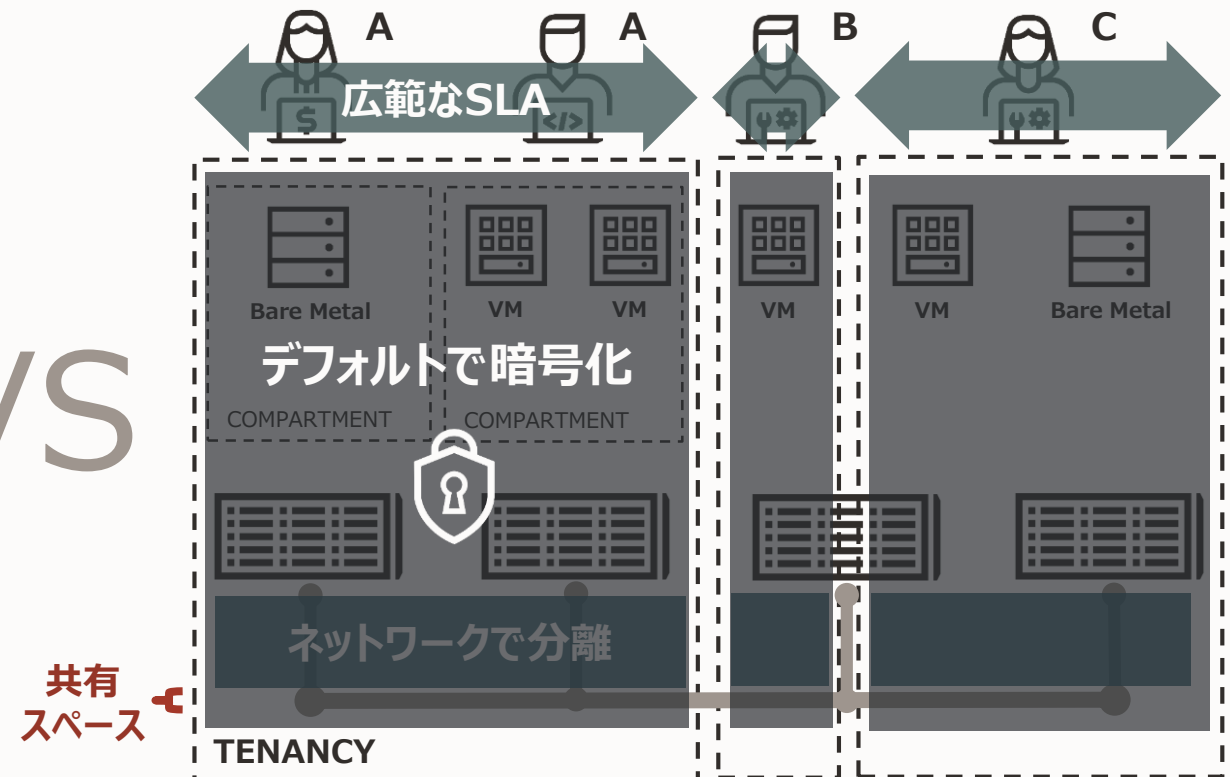 A
A
B
C
広範なSLA
$
</>
Bare Metal
VM
VM
VM
VM
Bare Metal
デフォルトで暗号化
COMPARTMENT
COMPARTMENT
VS
ネットワークで分離
共有
スペース
TENANCY